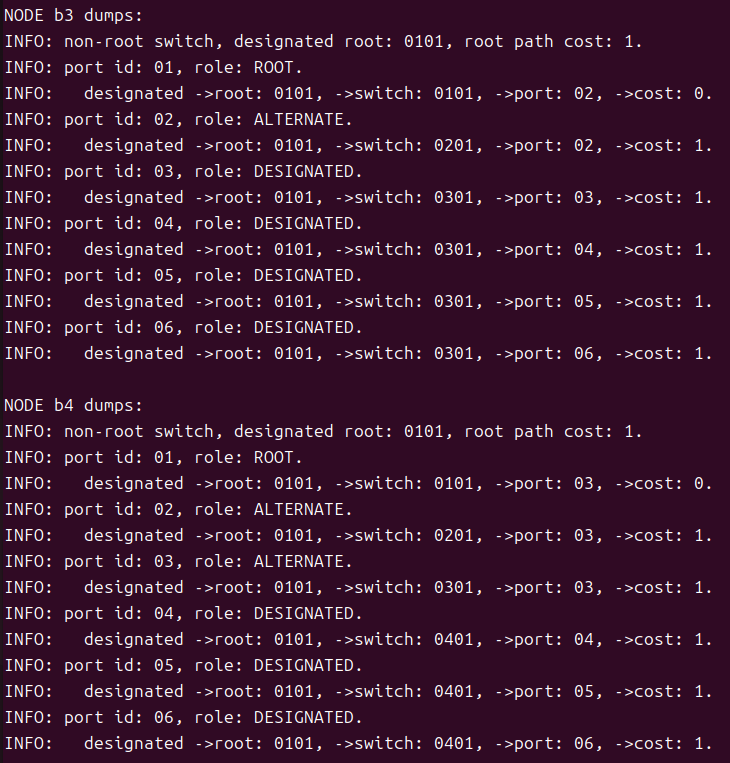 NODE b3 dumps:
INFO: non-root switch, designated root: 0101, root path cost: 1.
INFO: port id: 01, role: ROOT.
INFO:   designated ->root: 0101, ->switch: 0101, ->port: 02, ->cost: 0.
INFO: port id: 02, role: ALTERNATE.
INFO:   designated ->root: 0101, ->switch: 0201, ->port: 02, ->cost: 1.
INFO: port id: 03, role: DESIGNATED.
INFO:   designated ->root: 0101, ->switch: 0301, ->port: 03, ->cost: 1.
INFO: port id: 04, role: DESIGNATED.
INFO:   designated ->root: 0101, ->switch: 0301, ->port: 04, ->cost: 1.
INFO: port id: 05, role: DESIGNATED.
INFO:   designated ->root: 0101, ->switch: 0301, ->port: 05, ->cost: 1.
INFO: port id: 06, role: DESIGNATED.
INFO:   designated ->root: 0101, ->switch: 0301, ->port: 06, ->cost: 1.

NODE b4 dumps:
INFO: non-root switch, designated root: 0101, root path cost: 1.
INFO: port id: 01, role: ROOT.
INFO:   designated ->root: 0101, ->switch: 0101, ->port: 03, ->cost: 0.
INFO: port id: 02, role: ALTERNATE.
INFO:   designated ->root: 0101, ->switch: 0201, ->port: 03, ->cost: 1.
INFO: port id: 03, role: ALTERNATE.
INFO:   designated ->root: 0101, ->switch: 0301, ->port: 03, ->cost: 1.
INFO: port id: 04, role: DESIGNATED.
INFO:   designated ->root: 0101, ->switch: 0401, ->port: 04, ->cost: 1.
INFO: port id: 05, role: DESIGNATED.
INFO:   designated ->root: 0101, ->switch: 0401, ->port: 05, ->cost: 1.
INFO: port id: 06, role: DESIGNATED.
INFO:   designated ->root: 0101, ->switch: 0401, ->port: 06, ->cost: 1.